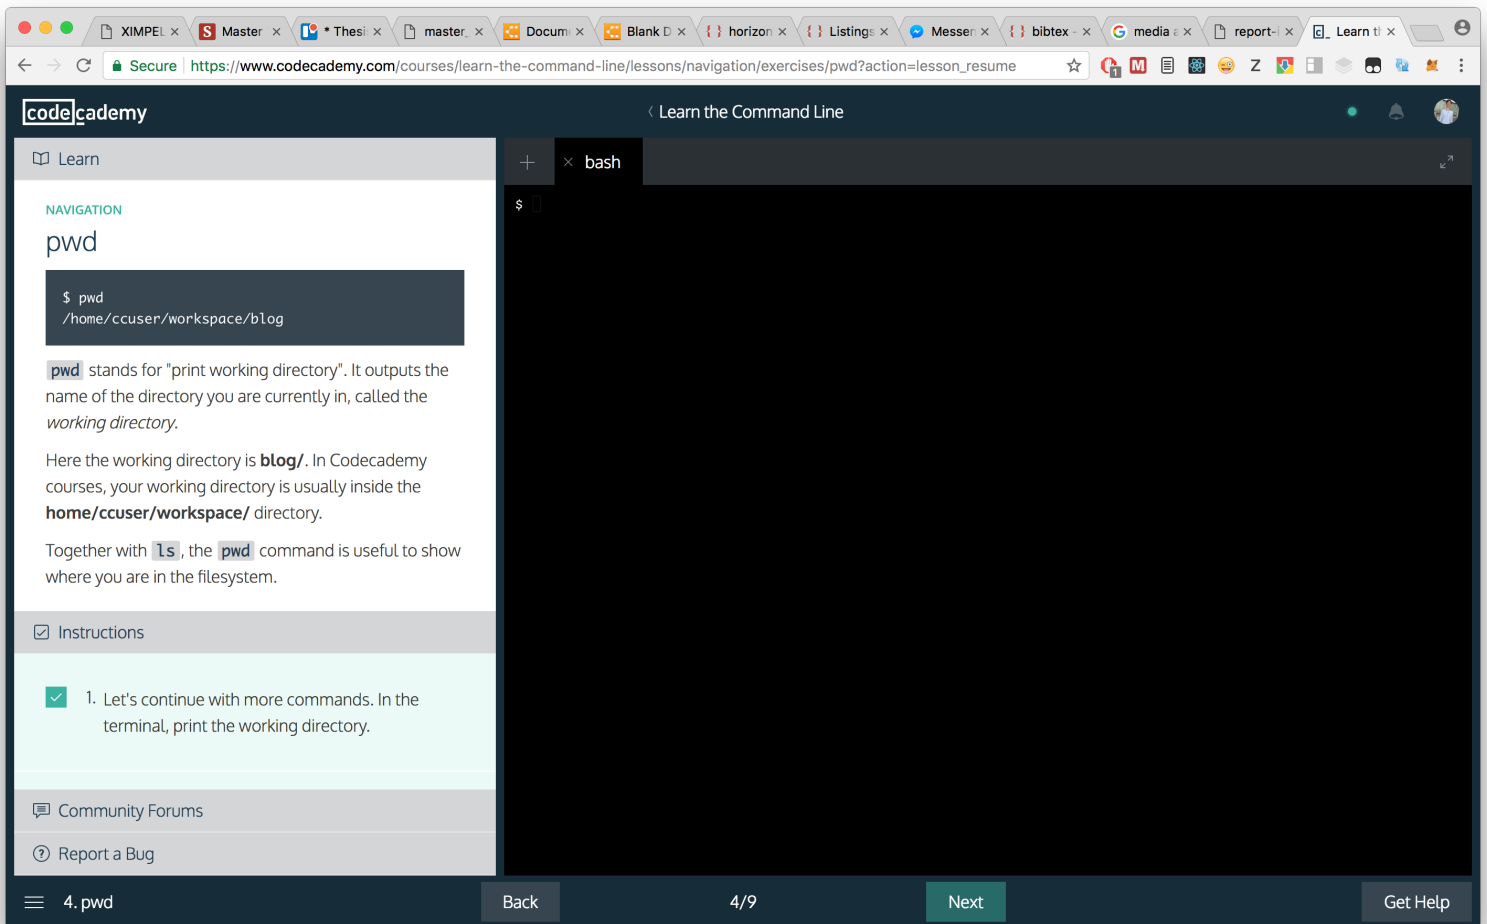 XIMPEL
Master
* Thesi
master_
Docum
Blank D
horizon
Listings
Messen
bibtex -
media a
report-
Learn t
Secure https://www.codecademy.com/courses/learn-the-command-line/lessons/navigation/exercises/pwd?action=lesson_resume
codecademy
Learn the Command Line
Learn
NAVIGATION
pwd
$ pwd
/home/ccuser/workspace/blog
pwd stands for "print working directory". It outputs the
name of the directory you are currently in, called the
working directory.
Here the working directory is blog/. In Codecademy
courses, your working directory is usually inside the
home/ccuser/workspace/ directory.
Together with ls, the pwd command is useful to show
where you are in the filesystem.
Instructions
1. Let's continue with more commands. In the
terminal, print the working directory.
Community Forums
Report a Bug
bash
$
4. pwd
Back
4/9
Next
Get Help